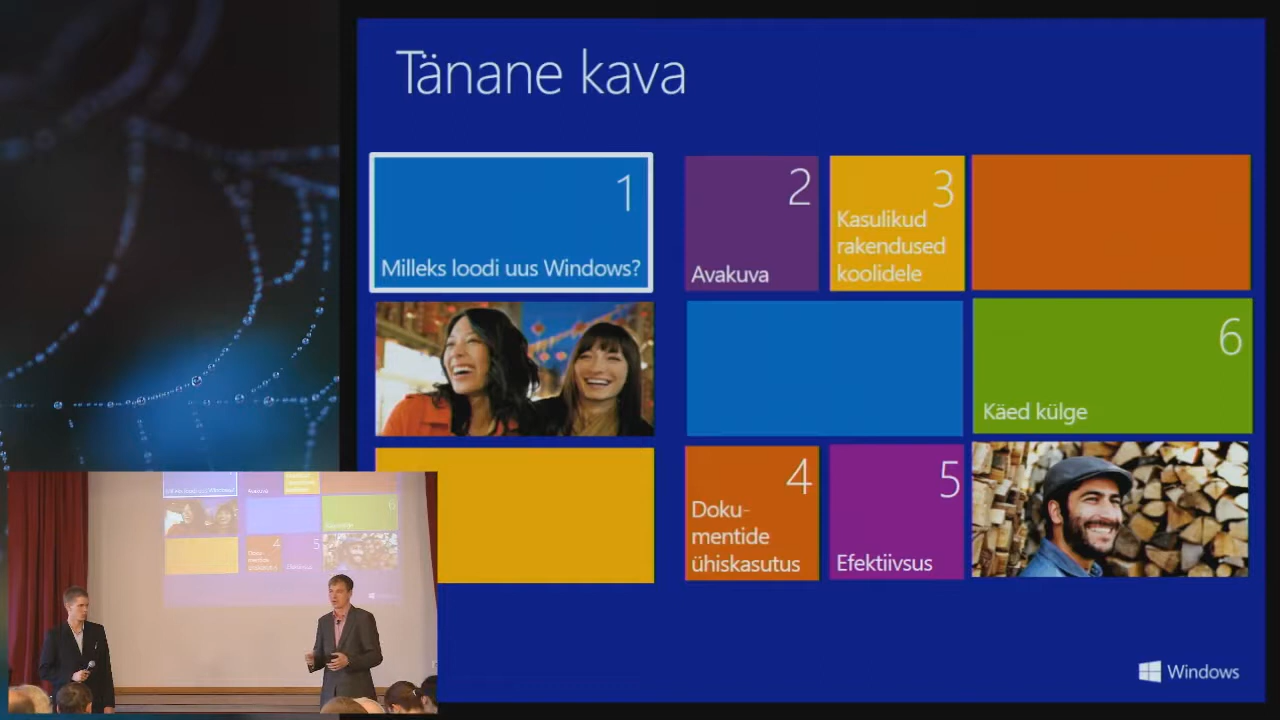 Tänane kava
1
Milleks loodi uus Windows?
2
Avakuva
3
Kasulikud
rakendused
koolidele
4
Doku-
mentide
ühiskasutus
5
Efektiivsus
6
Käed külge
Windows